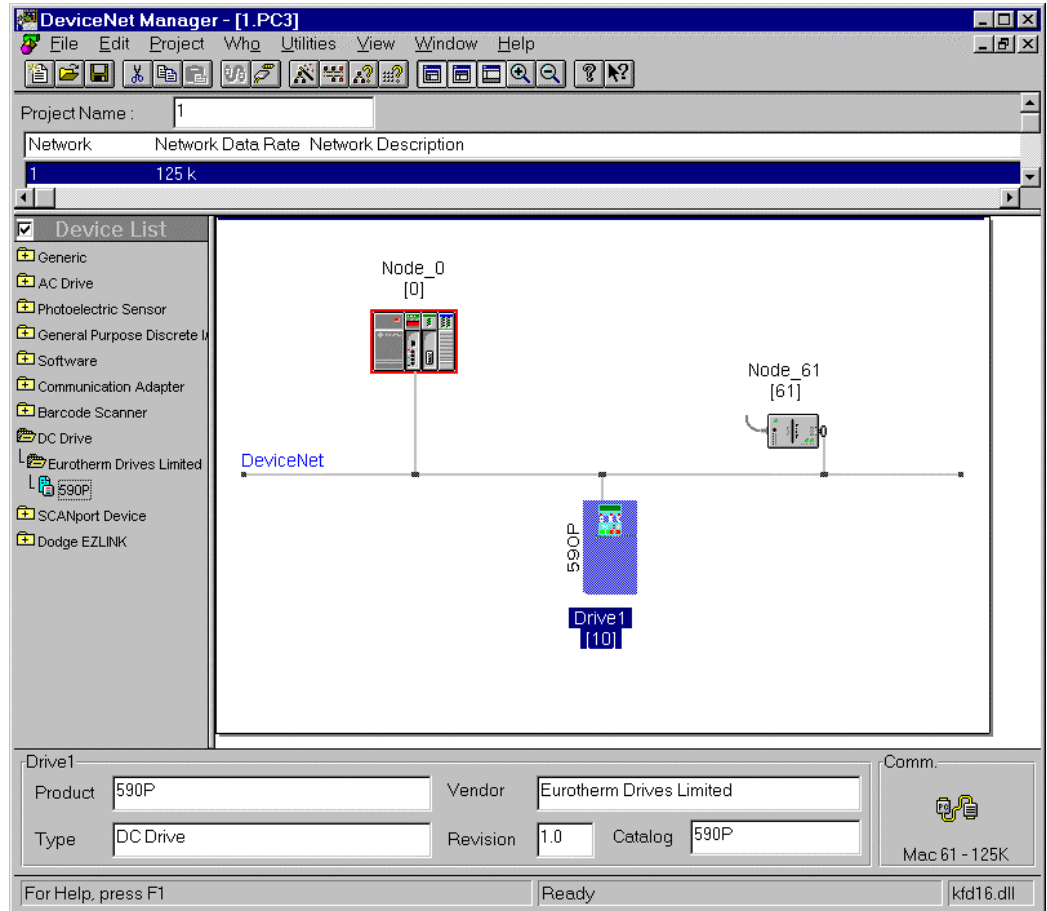 DeviceNet Manager - [1.PC3]
File Edit Project Who Utilities View Window Help
Project Name : 1
Network Network Data Rate Network Description
1 125 k
Device List
Generic
AC Drive
Photoelectric Sensor
General Purpose Discrete I/
Software
Communication Adapter
Barcode Scanner
DC Drive
Eurotherm Drives Limited
590P
SCANport Device
Dodge EZLINK
Node_0
[0]
Node_61
[61]
DeviceNet
590P
Drive1
[10]
Drive1
Product 590P Vendor Eurotherm Drives Limited
Type DC Drive Revision 1.0 Catalog 590P
Comm.
Mac 61 - 125K
For Help, press F1 Ready kfd16.dll